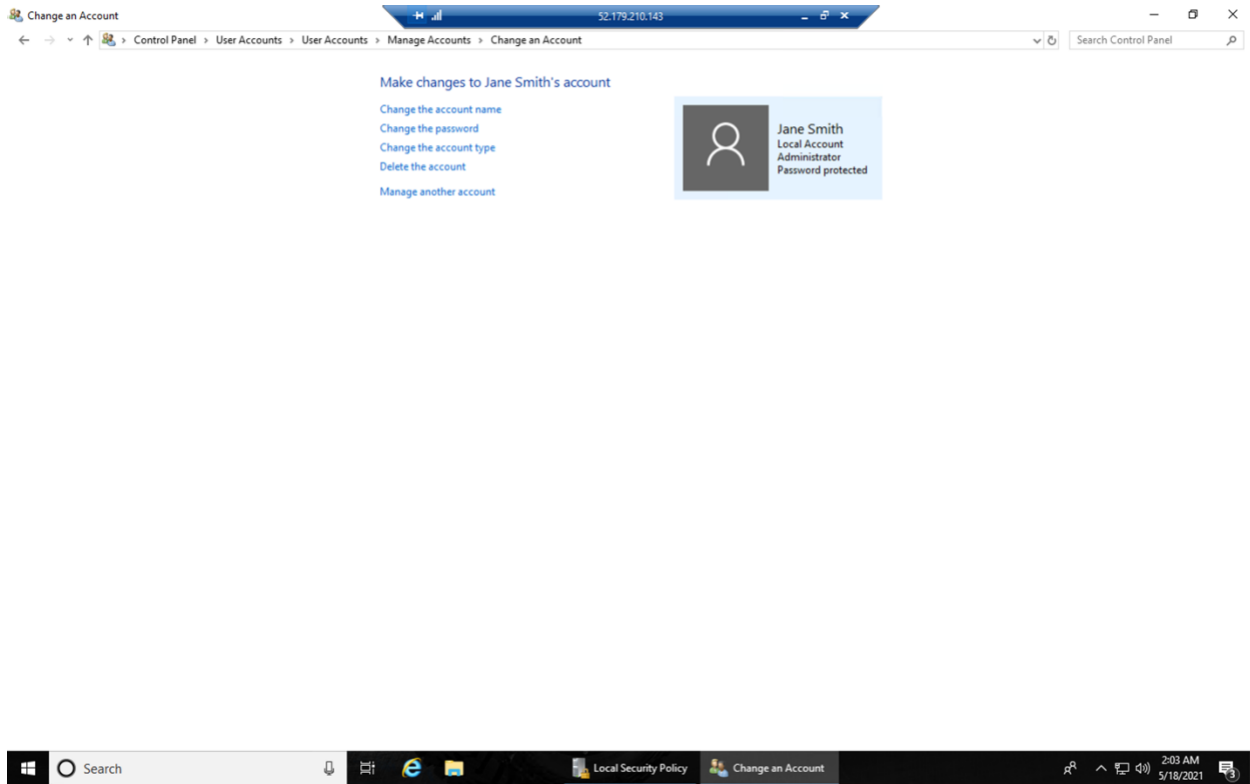 Change an Account
52.179.210.143
Control Panel > User Accounts > User Accounts > Manage Accounts > Change an Account
Search Control Panel
Make changes to Jane Smith's account
Change the account name
Change the password
Change the account type
Delete the account
Manage another account
Jane Smith
Local Account
Administrator
Password protected
Search
Local Security Policy
Change an Account
2:03 AM
5/18/2021
3